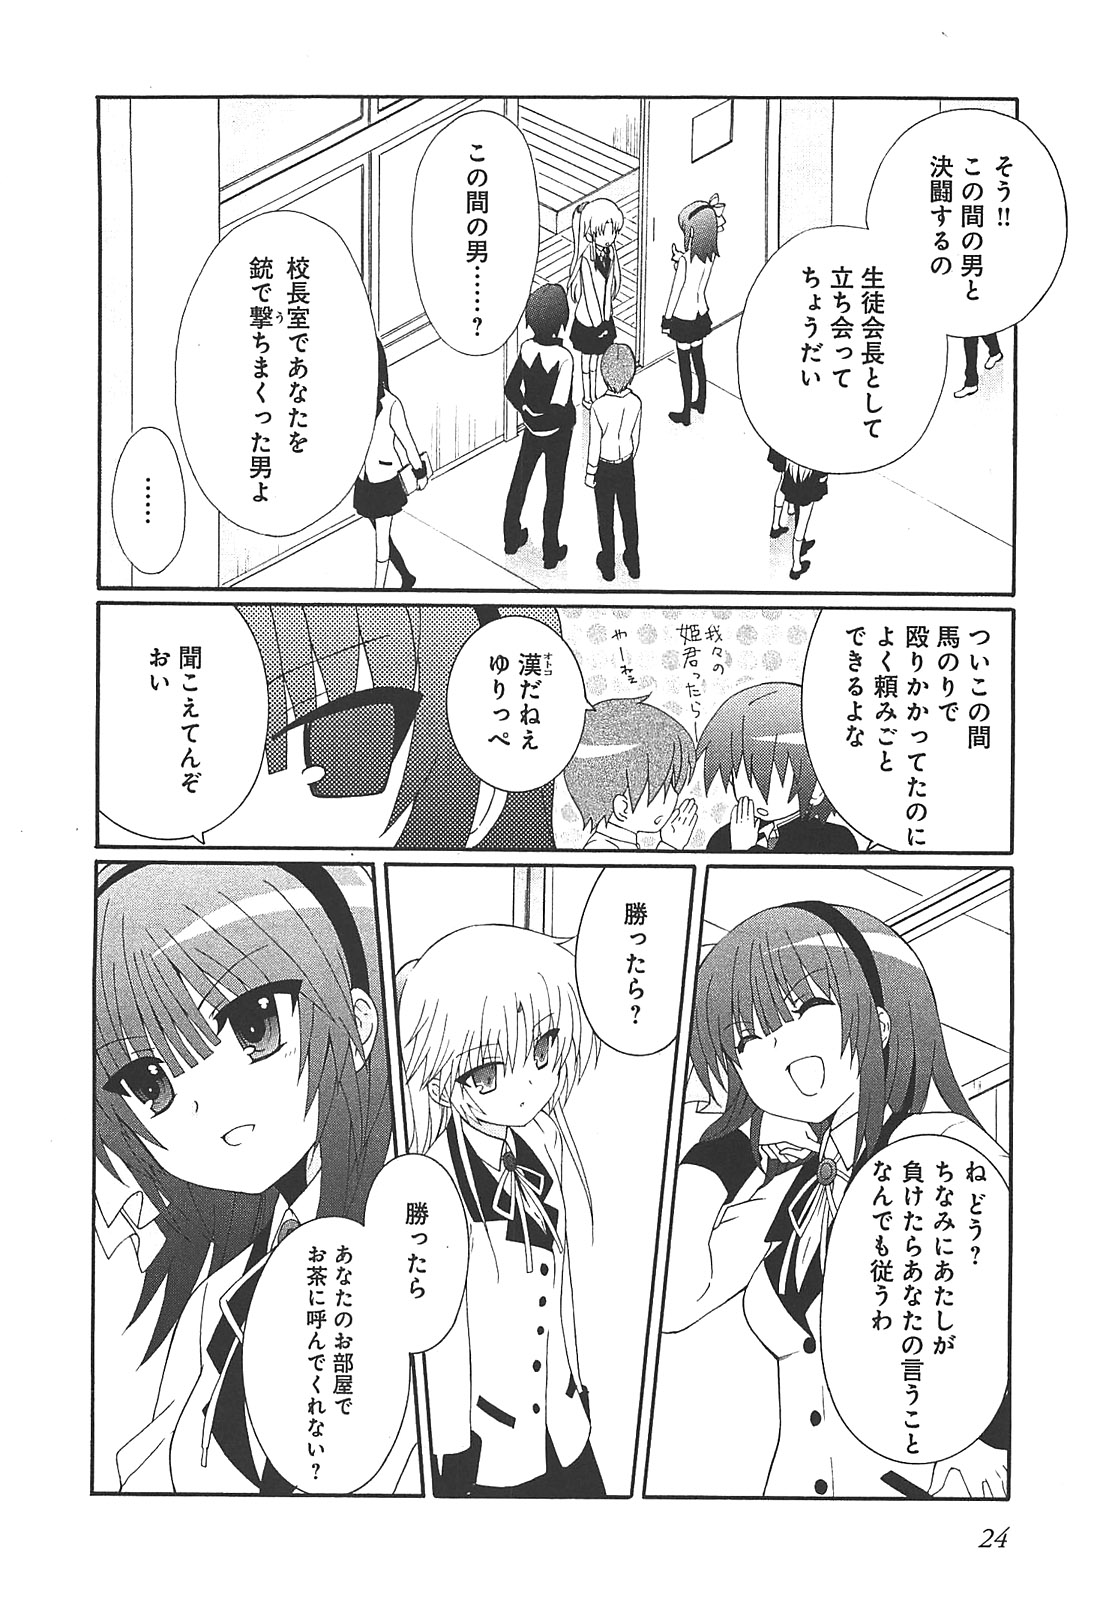 そう!!
この間の男と
決闘するの
生徒会長として
立ち会って
ちょうだい
この間の男……?
校長室であなたを
銃で撃ちまくった男よ
う
……
ついこの間
馬のりで
殴りかかってたのに
よく頼みごと
できるよな
我々の
姫君ったらー
やーねぇ
漢だねえ
オトコ
ゆりっぺ
聞こえてんぞ
おい
ね どう?
ちなみにあたしが
負けたらあなたの言うこと
なんでも従うわ
勝ったら?
勝ったら
あなたのお部屋で
お茶に呼んでくれない?
24